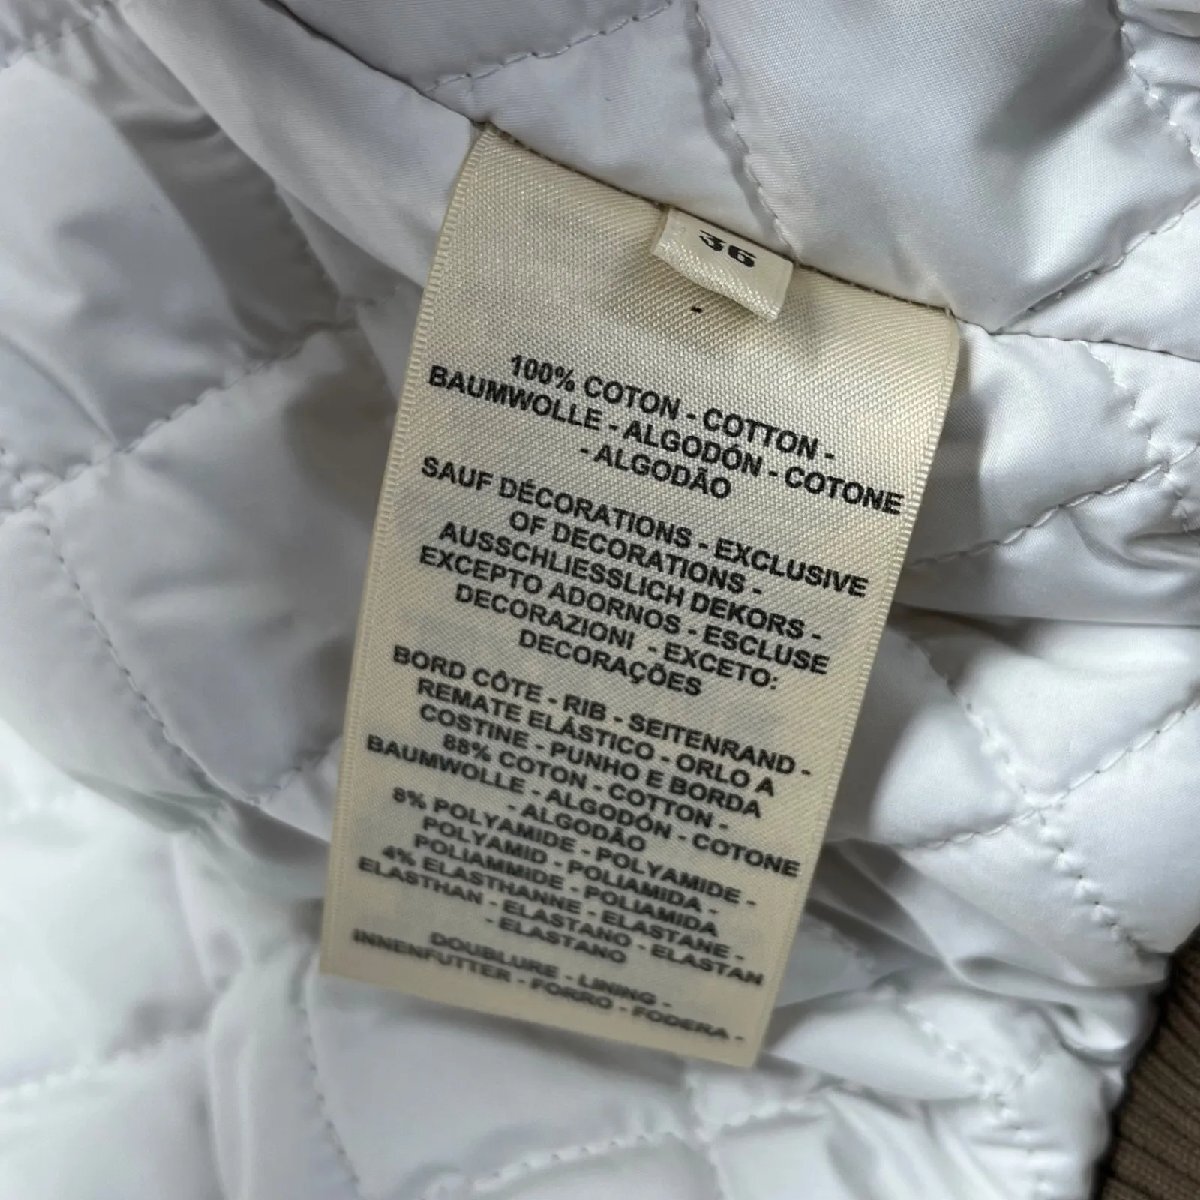 36
-
100% COTON - COTTON -
BAUMWOLLE - ALGODÓN - COTONE
- ALGODÃO
SAUF DÉCORATIONS - EXCLUSIVE
OF DECORATIONS -
AUSSCHLIESSLICH DEKORS -
EXCEPTO ADORNOS - ESCLUSE
DECORAZIONI - EXCETO:
DECORAÇÕES
BORD CÔTE - RIB - SEITENRAND -
REMATE ELÁSTICO - ORLO A
COSTINE - PUNHO E BORDA
88% COTON - COTTON -
BAUMWOLLE - ALGODÓN - COTONE
- ALGODÃO
8% POLYAMIDE - POLYAMIDE -
POLYAMID - POLIAMIDA -
POLIAMMIDE - POLIAMIDA
4% ELASTHANNE - ELASTANE -
ELASTHAN - ELASTANO - ELASTAN
- ELASTANO
DOUBLURE - LINING -
INNENFUTTER - FORRO - FODERA -